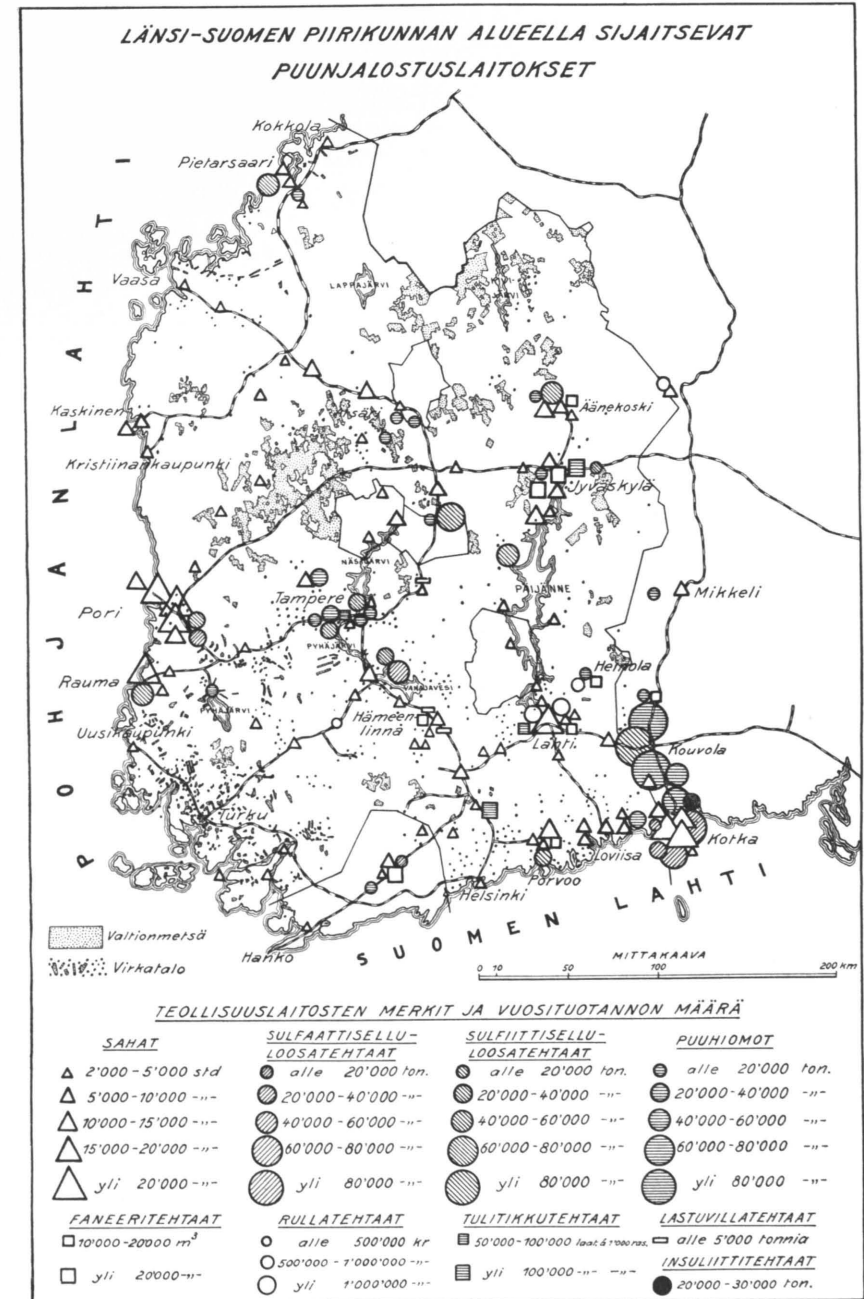 LÄNSI-SUOMEN PIIRIKUNNAN ALUEELLA SIJAITSEVAT
PUUNJALOSTUSLAITOKSET
Kokkola
Pietarsaari
Vaasa
LAPPAJÄRVI
JÄRVI
Kaskinen
Äänekoski
Kristiinankaupunki
Jyväskylä
NÄSIJÄRVI
PÄIJÄNNE
Mikkeli
Tampere
Pori
PYHÄJÄRVI
Heinola
VANAJAVESI
Rauma
PYHÄJÄRVI
Hämeen-
linna
Uusikaupunki
Lahti
Kouvola
Turku
Kotka
Loviisa
Porvoo
Helsinki
Hanko
POHJANLAHTI
SUOMEN LAHTI
Valtionmetsä
Virkatalo
MITTAKAAVA
0 10 50 100 200 km
TEOLLISUUSLAITOSTEN MERKIT JA VUOSITUOTANNON MÄÄRÄ
SAHAT
2'000-5'000 std
5'000-10'000 -"-
10'000-15'000 -"-
15'000-20'000 -"-
yli 20'000 -"-
SULFAATTISELLU-
LOOSATEHTAAT
alle 20'000 ton.
20'000-40'000 -"-
40'000-60'000 -"-
60'000-80'000 -"-
yli 80'000 -"-
SULFIITTISELLU-
LOOSATEHTAAT
alle 20'000 ton.
20'000-40'000 -"-
40'000-60'000 -"-
60'000-80'000 -"-
yli 80'000 -"-
PUUHIOMOT
alle 20'000 ton.
20'000-40'000 -"-
40'000-60'000 -"-
60'000-80'000 -"-
yli 80'000 -"-
FANEERITEHTAAT
10'000-20'000 m³
yli 20'000 -"-
RULLATEHTAAT
alle 500'000 kr
500'000-1'000'000 -"-
yli 1'000'000 -"-
TULITIKKUTEHTAAT
50'000-100'000 laat. á 1'000 ras.
yli 100'000 -"- -"-
LASTUVILLATEHTAAT
alle 5'000 tonnia
INSULIITTITEHTAAT
20'000-30'000 ton.